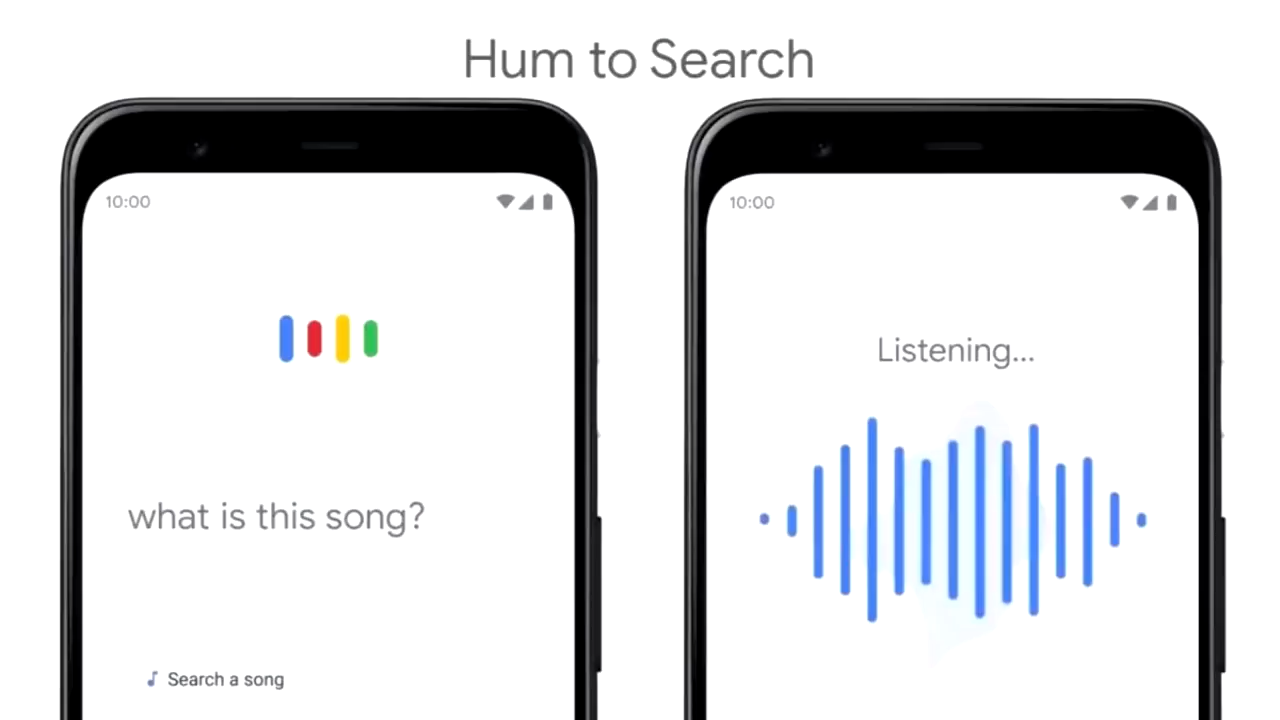 Hum to Search
10:00
what is this song?
Search a song
10:00
Listening...